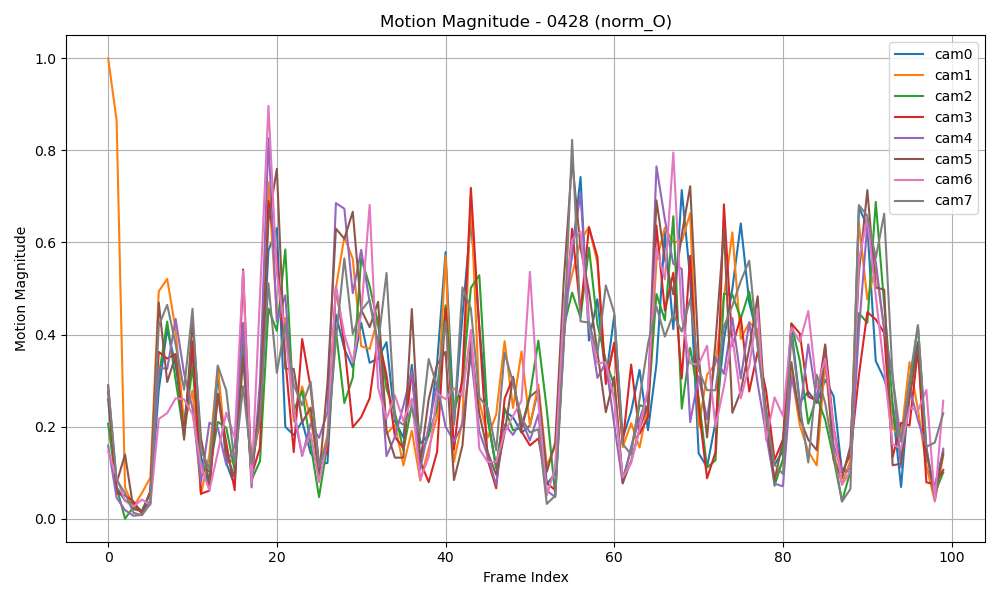 Motion Magnitude - 0428 (norm_O)
Motion Magnitude
1.0
0.8
0.6
0.4
0.2
0.0
0
20
40
60
80
100
Frame Index
cam0
cam1
cam2
cam3
cam4
cam5
cam6
cam7